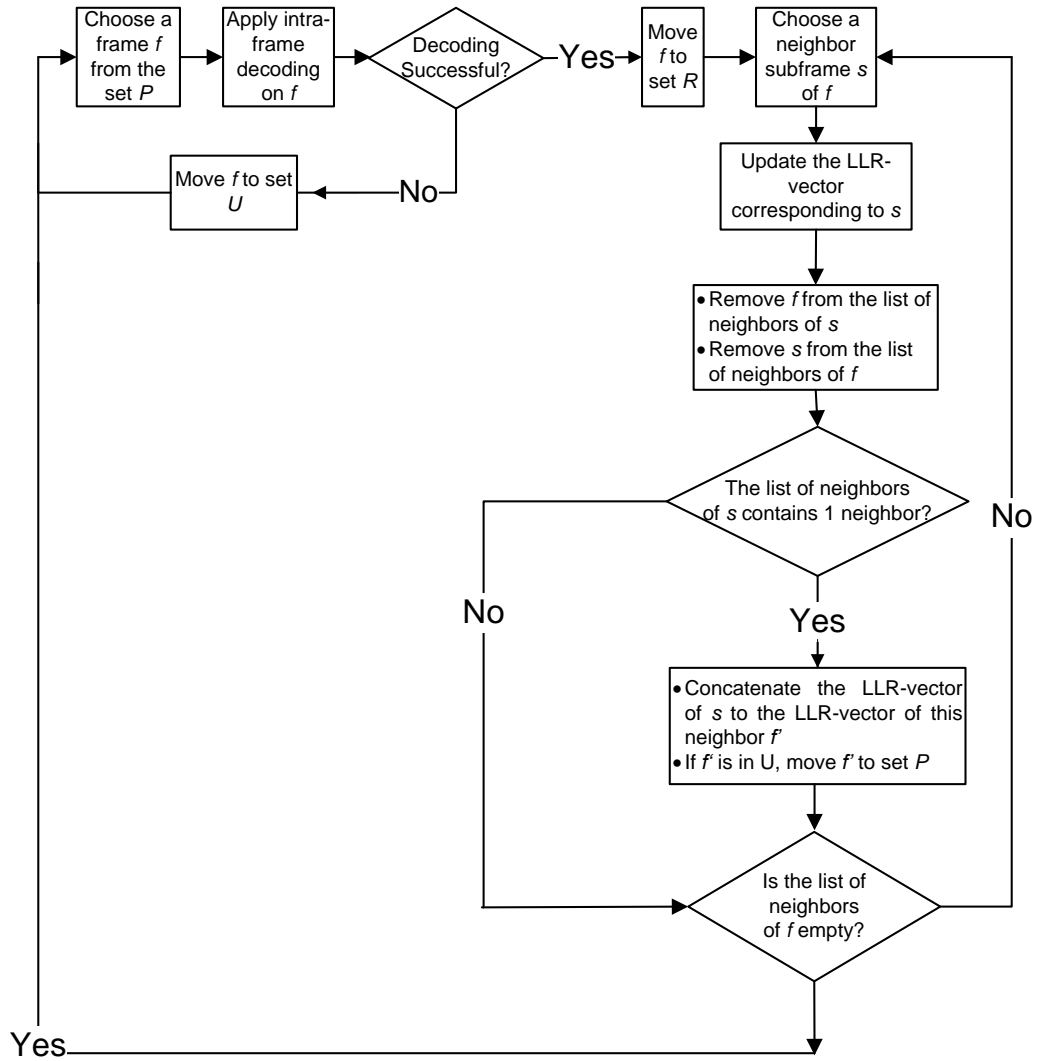 Choose a
frame f
from the
set P
Apply intra-
frame
decoding
on f
Decoding
Successful?
Yes
Move
f to
set R
Choose a
neighbor
subframe s
of f
Move f to set
U
No
Update the LLR-
vector
corresponding to s
• Remove f from the list of
neighbors of s
• Remove s from the list
of neighbors of f
The list of neighbors
of s contains 1 neighbor?
No
No
Yes
• Concatenate the LLR-vector
of s to the LLR-vector of this
neighbor f'
• If f' is in U, move f' to set P
Is the list of
neighbors
of f empty?
Yes